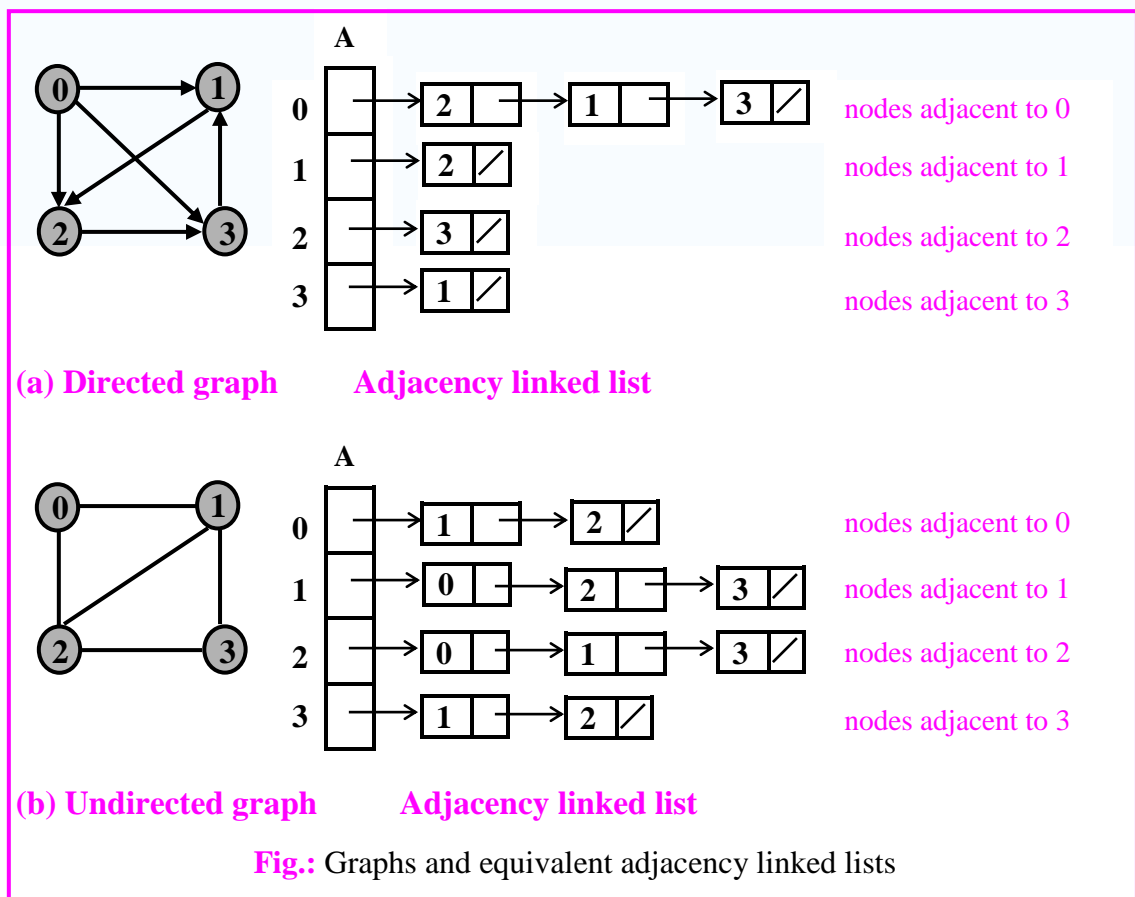 A
0 1
0 2 1 3 nodes adjacent to 0
1 2 nodes adjacent to 1
2 3
2 3 nodes adjacent to 2
3 1 nodes adjacent to 3
(a) Directed graph Adjacency linked list
A
0 1
0 1 2 nodes adjacent to 0
1 0 2 3 nodes adjacent to 1
2 3
2 0 1 3 nodes adjacent to 2
3 1 2 nodes adjacent to 3
(b) Undirected graph Adjacency linked list
Fig.: Graphs and equivalent adjacency linked lists